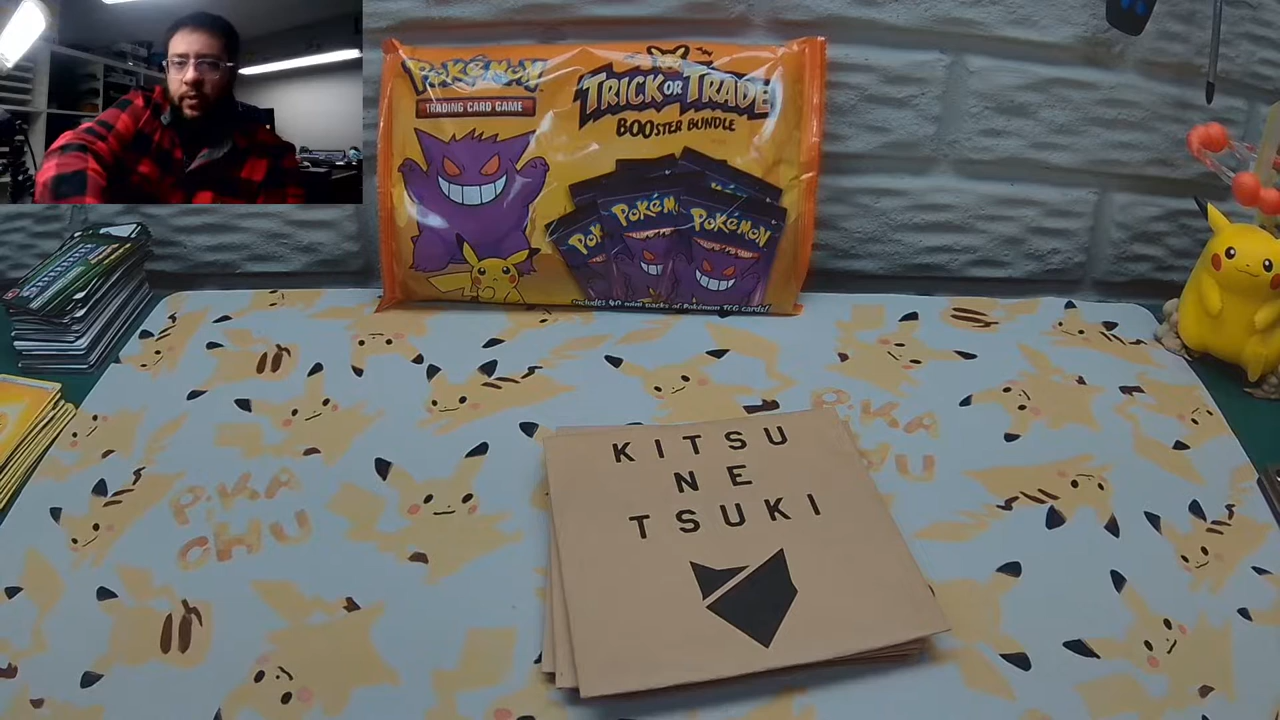 Pokémon
TRADING CARD GAME
TRICK OR TRADE
BOOSTER BUNDLE
Pokémon
Pokémon
Includes 40 mini packs of Pokémon TCG cards!
PIKA
CHU
KITSU
NE
TSUKI